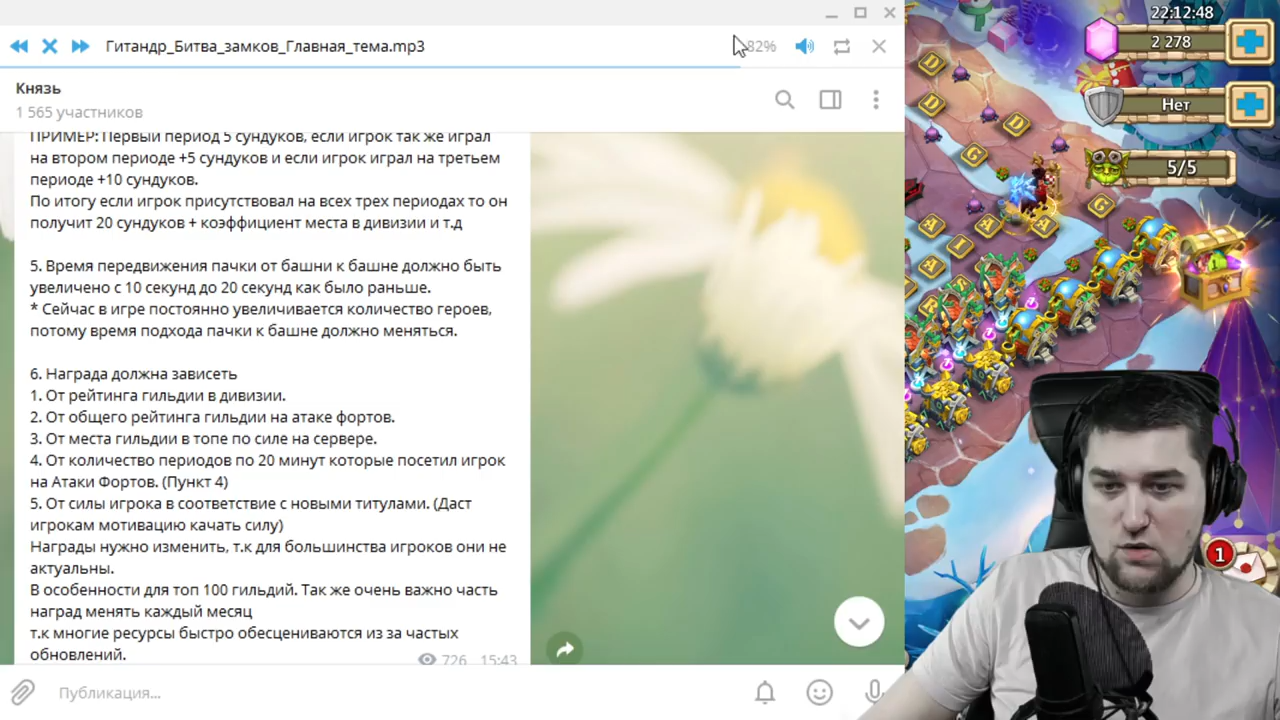 Гитандр_Битва_замков_Главная_тема.mp3
82%
Князь
1 565 участников
ПРИМЕР: Первый период 5 сундуков, если игрок так же играл
на втором периоде +5 сундуков и если игрок играл на третьем
периоде +10 сундуков.
По итогу если игрок присутствовал на всех трех периодах то он
получит 20 сундуков + коэффициент места в дивизии и т.д
5. Время передвижения пачки от башни к башне должно быть
увеличено с 10 секунд до 20 секунд как было раньше.
* Сейчас в игре постоянно увеличивается количество героев,
потому время подхода пачки к башне должно меняться.
6. Награда должна зависеть
1. От рейтинга гильдии в дивизии.
2. От общего рейтинга гильдии на атаке фортов.
3. От места гильдии в топе по силе на сервере.
4. От количество периодов по 20 минут которые посетил игрок
на Атаки Фортов. (Пункт 4)
5. От силы игрока в соответствие с новыми титулами. (Даст
игрокам мотивацию качать силу)
Награды нужно изменить, т.к для большинства игроков они не
актуальны.
В особенности для топ 100 гильдий. Так же очень важно часть
наград менять каждый месяц
т.к многие ресурсы быстро обесцениваются из за частых
обновлений.
726 15:43
Публикация...
22:12:48
2 278
Нет
5/5
D
D
D
G
G
A
I
A
A
A
R
S
1